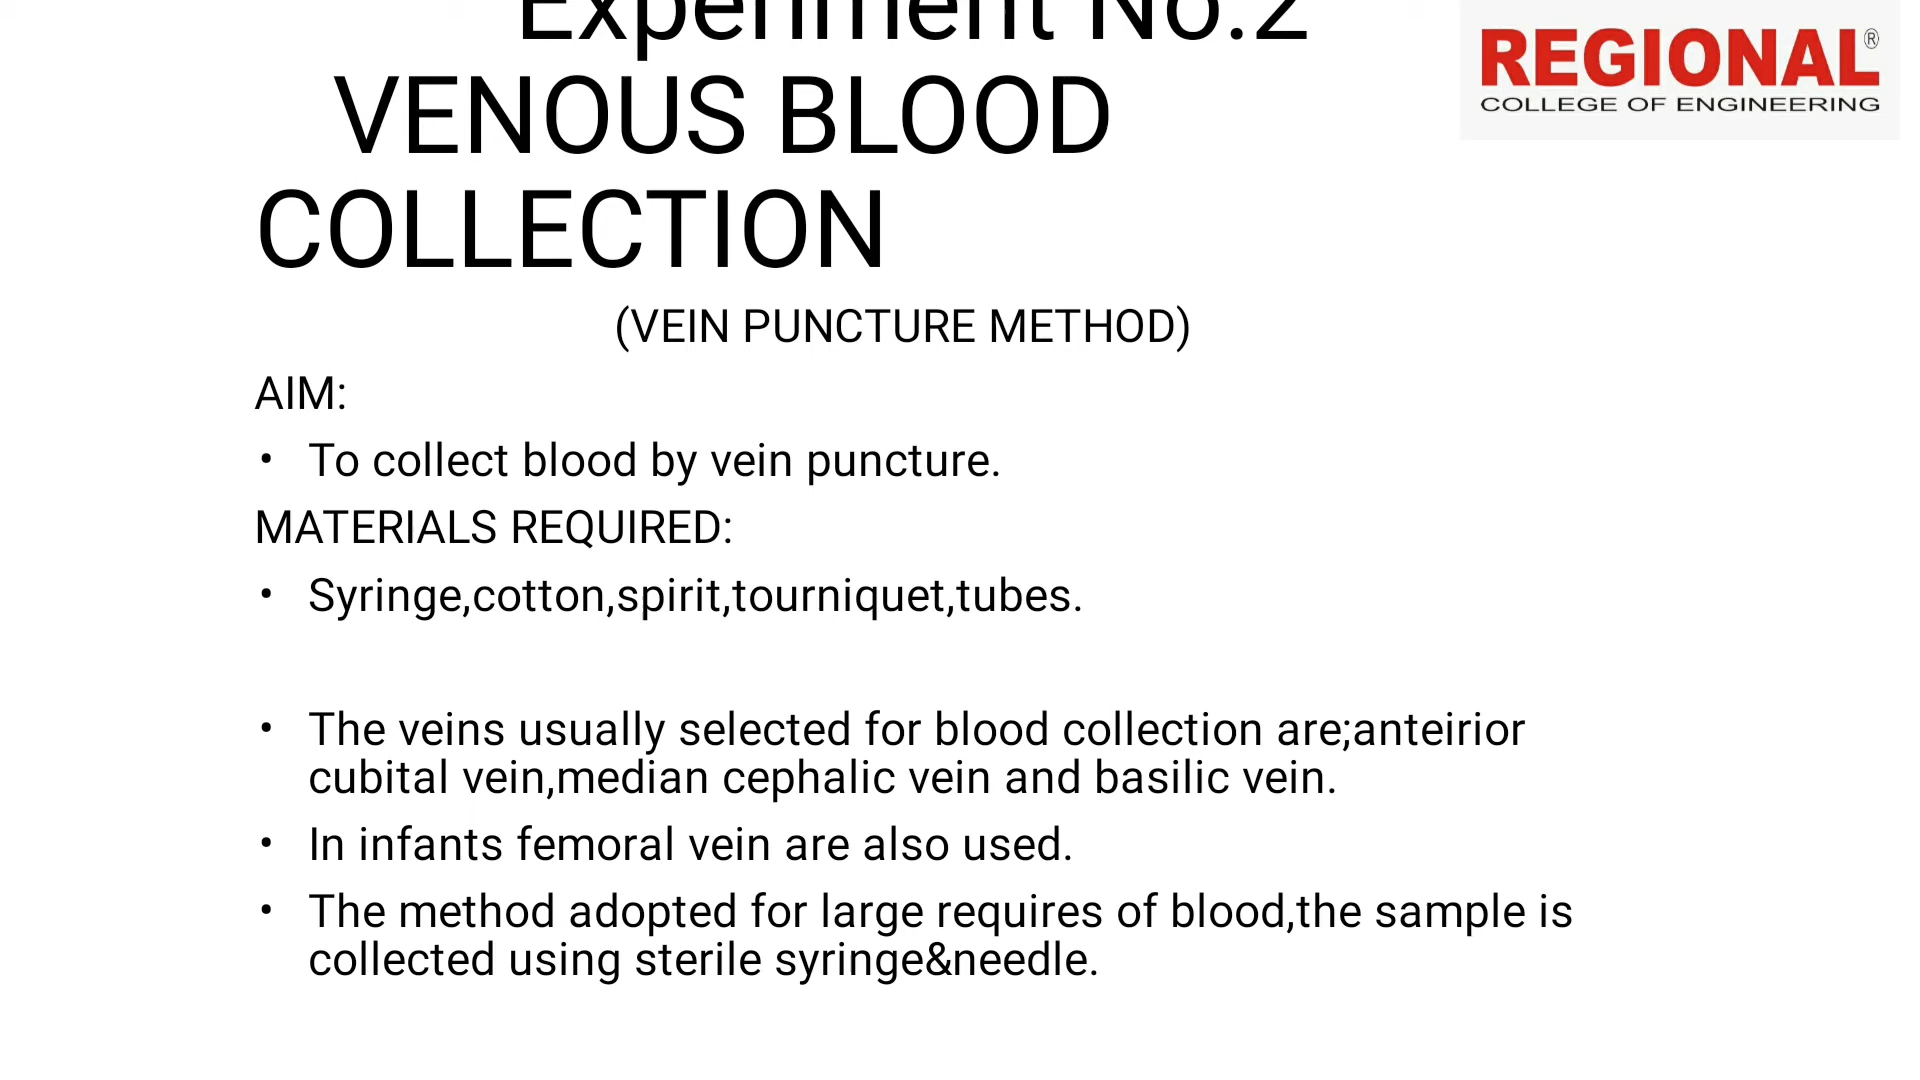 Experiment No.2
REGIONAL®
COLLEGE OF ENGINEERING
VENOUS BLOOD
COLLECTION
(VEIN PUNCTURE METHOD)
AIM:
• To collect blood by vein puncture.
MATERIALS REQUIRED:
• Syringe,cotton,spirit,tourniquet,tubes.
• The veins usually selected for blood collection are;anteirior
cubital vein,median cephalic vein and basilic vein.
• In infants femoral vein are also used.
• The method adopted for large requires of blood,the sample is
collected using sterile syringe&needle.